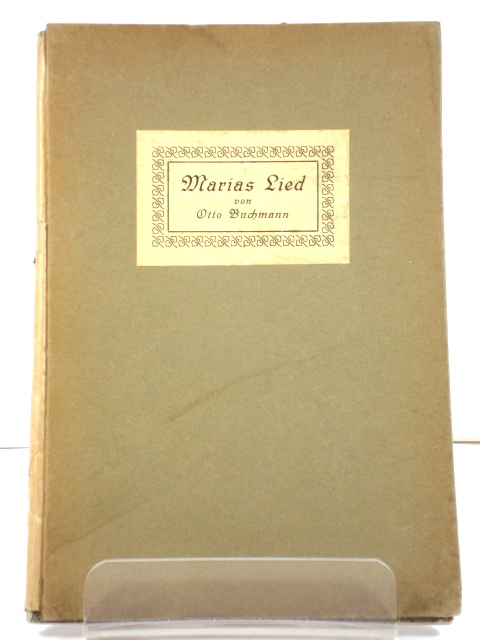 Marias Lied
von
Otto Buchmann